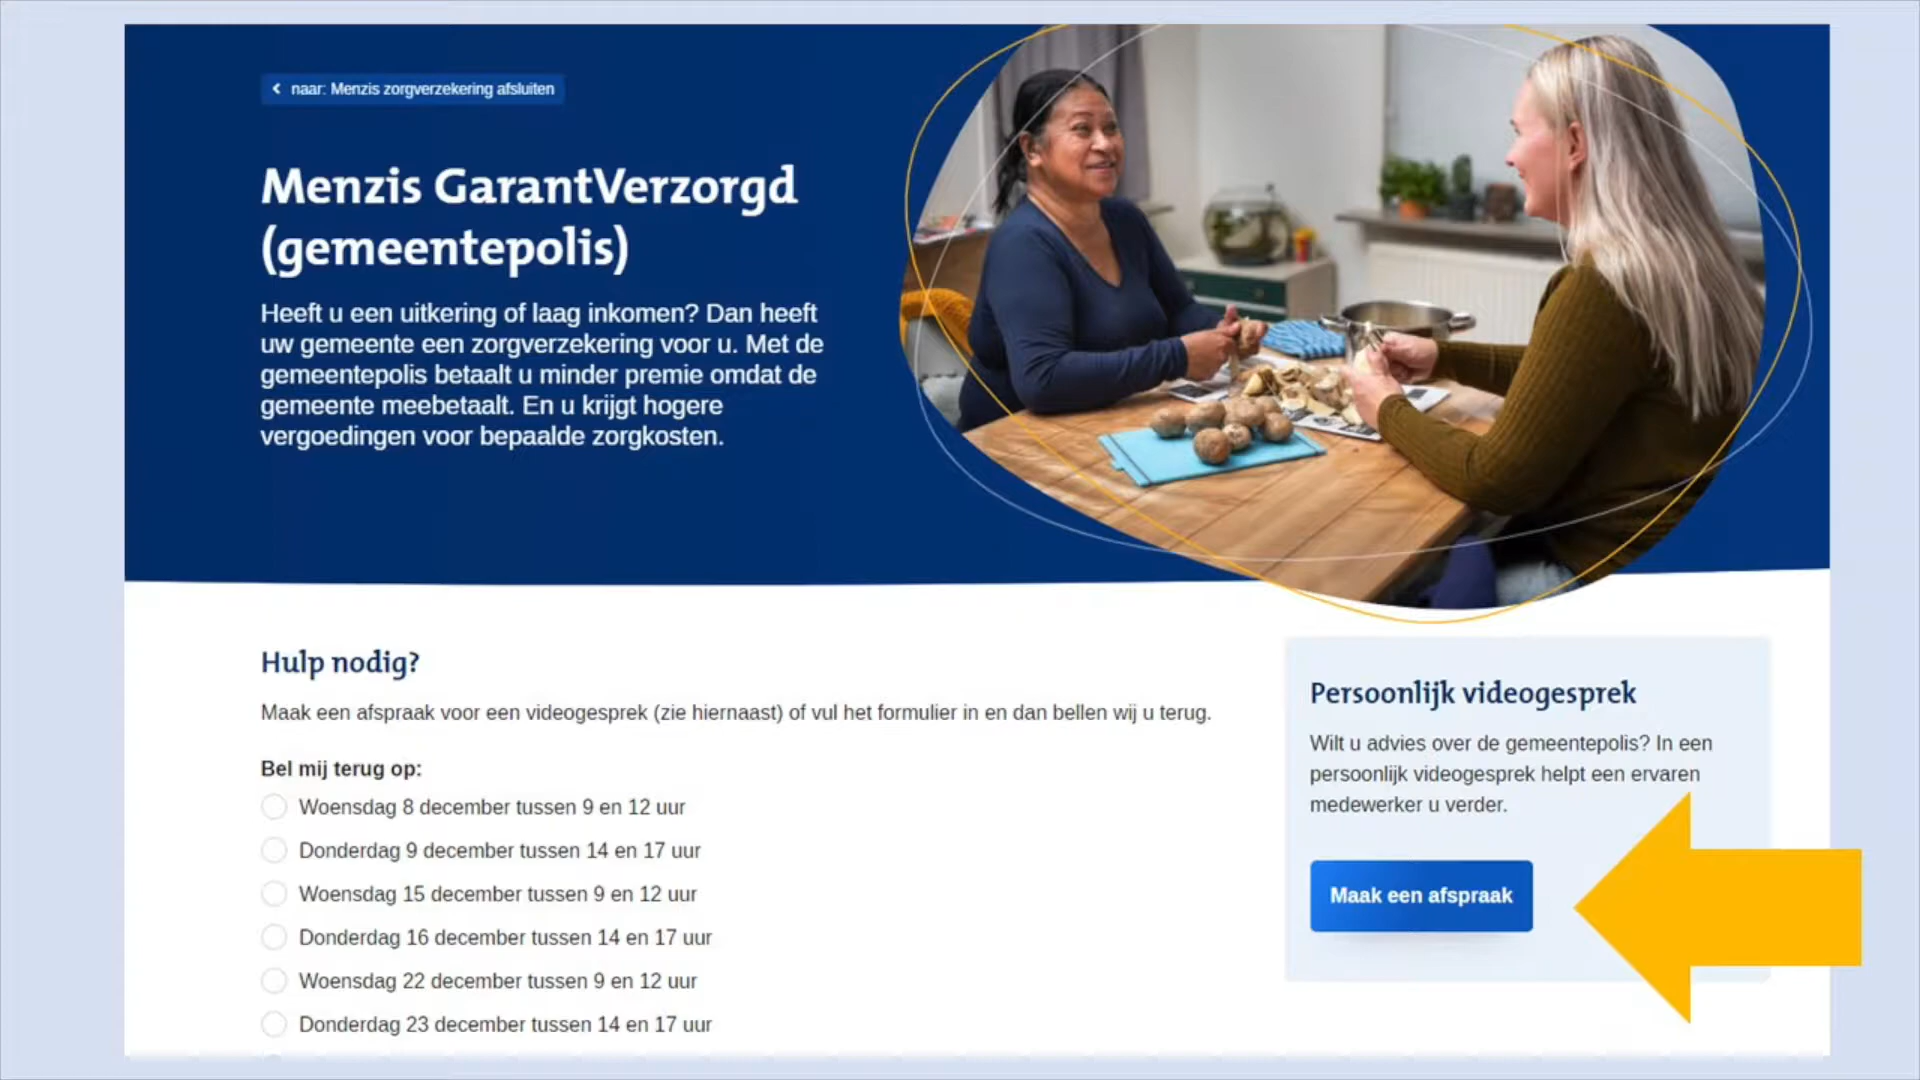 naar: Menzis zorgverzekering afsluiten
Menzis GarantVerzorgd
(gemeentepolis)
Heeft u een uitkering of laag inkomen? Dan heeft
uw gemeente een zorgverzekering voor u. Met de
gemeentepolis betaalt u minder premie omdat de
gemeente meebetaalt. En u krijgt hogere
vergoedingen voor bepaalde zorgkosten.
Hulp nodig?
Maak een afspraak voor een videogesprek (zie hiernaast) of vul het formulier in en dan bellen wij u terug.
Bel mij terug op:
Woensdag 8 december tussen 9 en 12 uur
Donderdag 9 december tussen 14 en 17 uur
Woensdag 15 december tussen 9 en 12 uur
Donderdag 16 december tussen 14 en 17 uur
Woensdag 22 december tussen 9 en 12 uur
Donderdag 23 december tussen 14 en 17 uur
Persoonlijk videogesprek
Wilt u advies over de gemeentepolis? In een
persoonlijk videogesprek helpt een ervaren
medewerker u verder.
Maak een afspraak